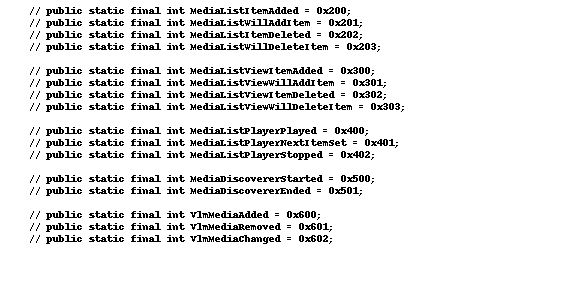 // public static final int MediaListItemAdded = 0x200;
// public static final int MediaListWillAddItem = 0x201;
// public static final int MediaListItemDeleted = 0x202;
// public static final int MediaListWillDeleteItem = 0x203;
// public static final int MediaListViewItemAdded = 0x300;
// public static final int MediaListViewWillAddItem = 0x301;
// public static final int MediaListViewItemDeleted = 0x302;
// public static final int MediaListViewWillDeleteItem = 0x303;
// public static final int MediaListPlayerPlayed = 0x400;
// public static final int MediaListPlayerNextItemSet = 0x401;
// public static final int MediaListPlayerStopped = 0x402;
// public static final int MediaDiscovererStarted = 0x500;
// public static final int MediaDiscovererEnded = 0x501;
// public static final int VlmMediaAdded = 0x600;
// public static final int VlmMediaRemoved = 0x601;
// public static final int VlmMediaChanged = 0x602;